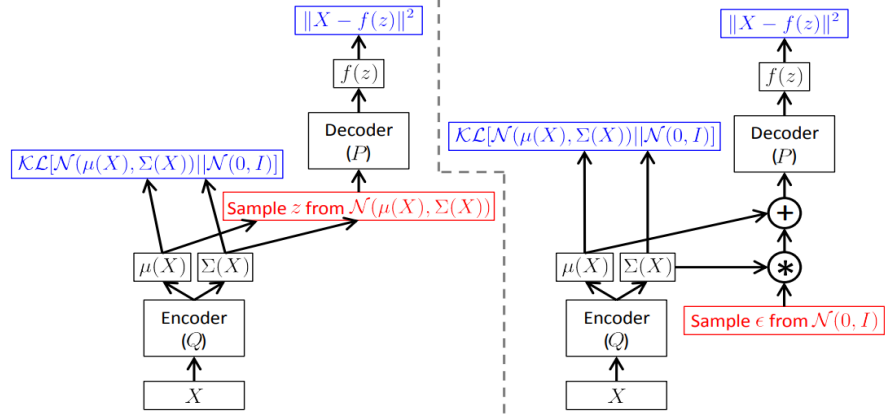 ‖X − f(z)‖²
f(z)
Decoder
(P)
𝒦ℒ[𝒩(μ(X), Σ(X))||𝒩(0, I)]
Sample z from 𝒩(μ(X), Σ(X))
μ(X)
Σ(X)
Encoder
(Q)
X
‖X − f(z)‖²
f(z)
Decoder
(P)
𝒦ℒ[𝒩(μ(X), Σ(X))||𝒩(0, I)]
+
μ(X)
Σ(X)
*
Sample ϵ from 𝒩(0, I)
Encoder
(Q)
X